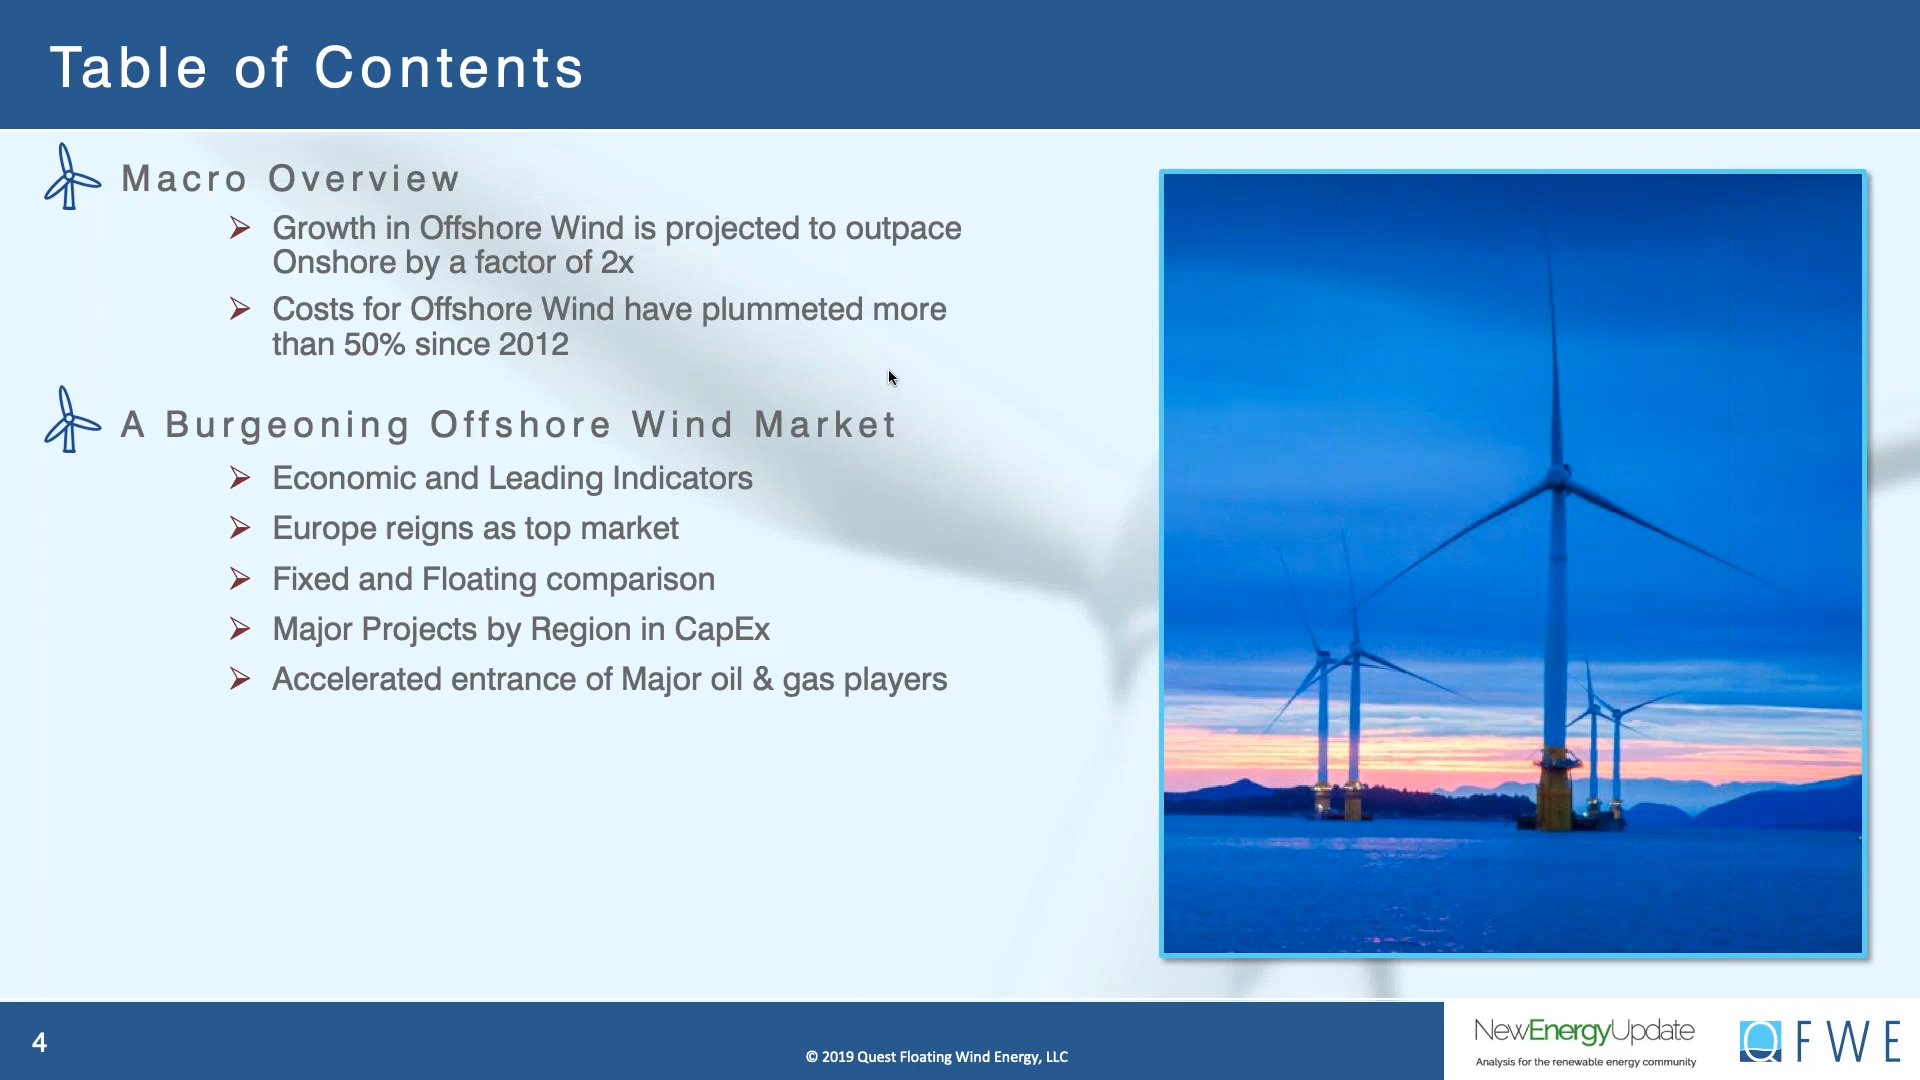 Table of Contents
Macro Overview
Growth in Offshore Wind is projected to outpace
Onshore by a factor of 2x
Costs for Offshore Wind have plummeted more
than 50% since 2012
A Burgeoning Offshore Wind Market
Economic and Leading Indicators
Europe reigns as top market
Fixed and Floating comparison
Major Projects by Region in CapEx
Accelerated entrance of Major oil & gas players
4
© 2019 Quest Floating Wind Energy, LLC
NewEnergyUpdate
Analysis for the renewable energy community
QFWE